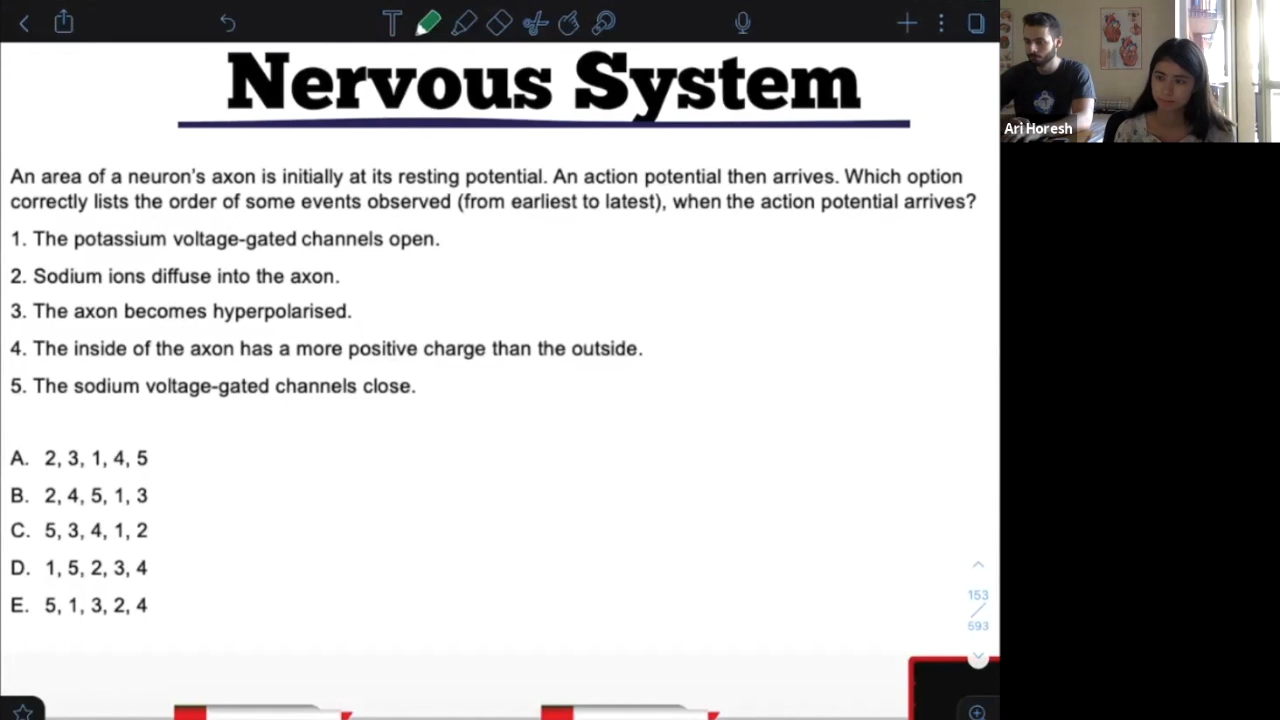 Nervous System
Ari Horesh
An area of a neuron's axon is initially at its resting potential. An action potential then arrives. Which option
correctly lists the order of some events observed (from earliest to latest), when the action potential arrives?
1. The potassium voltage-gated channels open.
2. Sodium ions diffuse into the axon.
3. The axon becomes hyperpolarised.
4. The inside of the axon has a more positive charge than the outside.
5. The sodium voltage-gated channels close.
A. 2, 3, 1, 4, 5
B. 2, 4, 5, 1, 3
C. 5, 3, 4, 1, 2
D. 1, 5, 2, 3, 4
E. 5, 1, 3, 2, 4
153
593